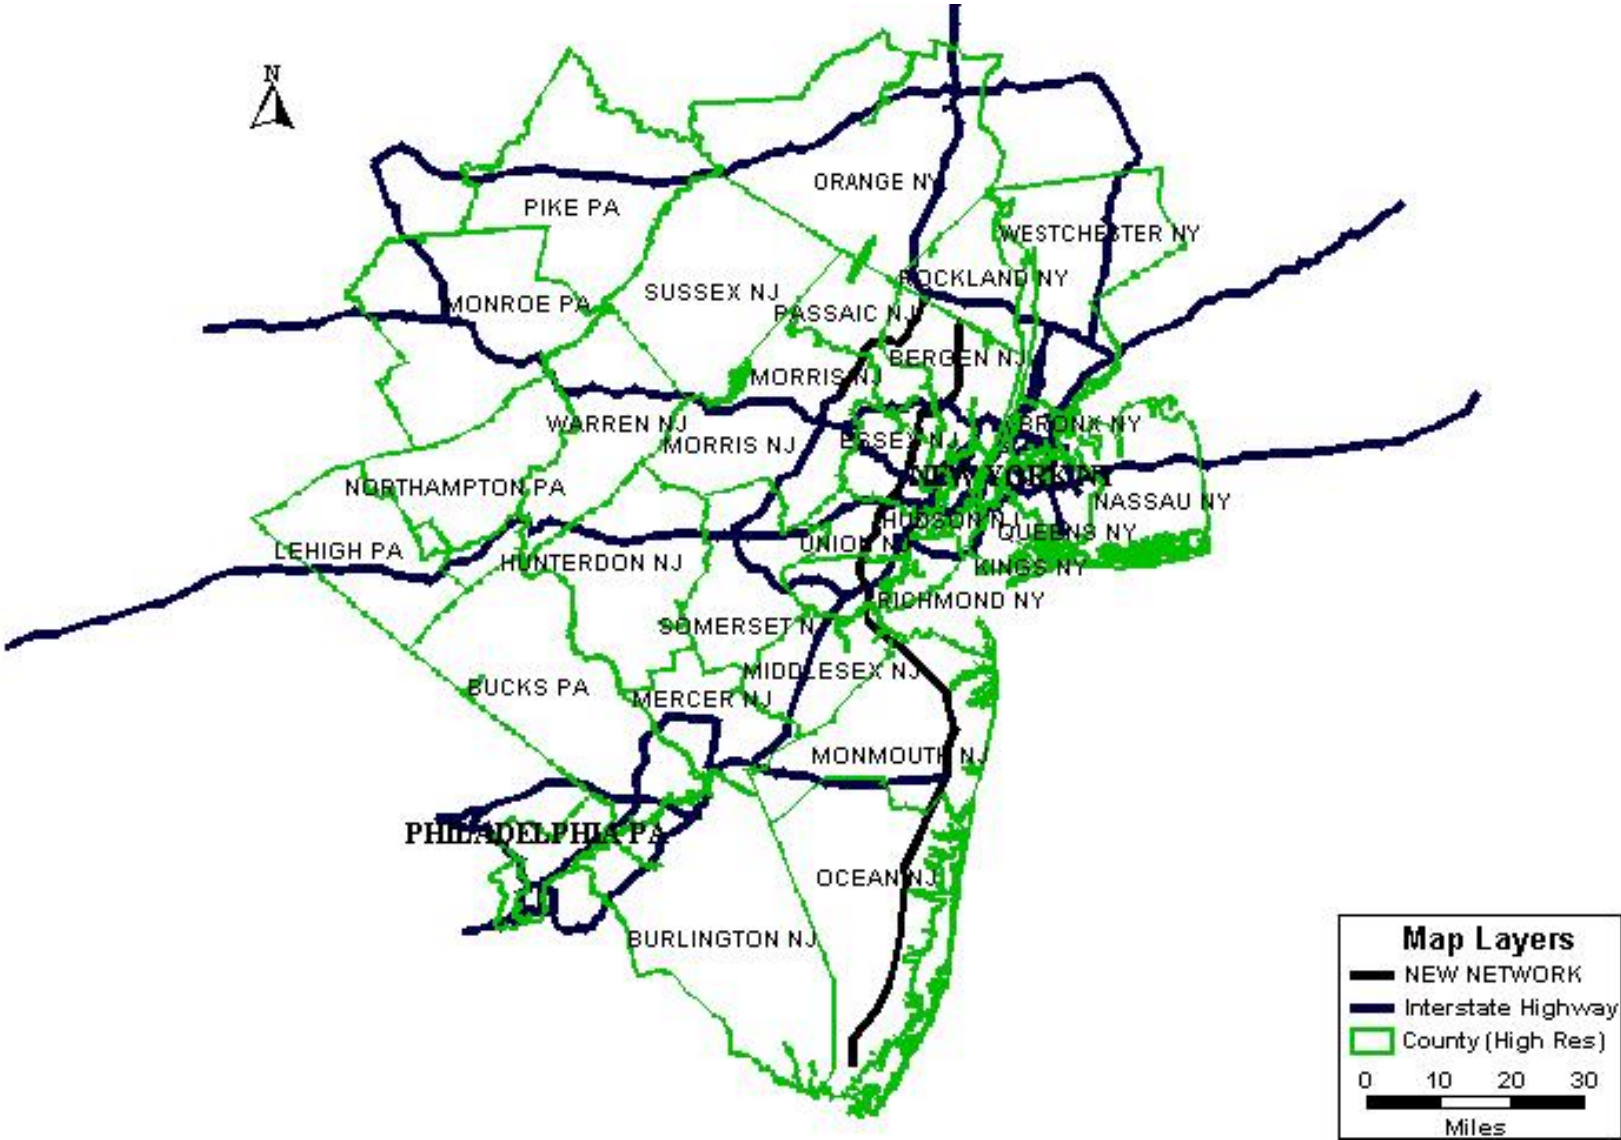 N
ORANGE NY
PIKE PA
WESTCHESTER NY
ROCKLAND NY
SUSSEX NJ
MONROE PA
PASSAIC NJ
BERGEN NJ
MORRIS NJ
WARREN NJ
BRONX NY
ESSEX NJ
MORRIS NJ
NEW YORK NY
NORTHAMPTON PA
NASSAU NY
HUDSON NJ
QUEENS NY
UNION NJ
LEHIGH PA
HUNTERDON NJ
KINGS NY
RICHMOND NY
SOMERSET N
MIDDLESEX NJ
BUCKS PA
MERCER NJ
MONMOUTH NJ
PHILADELPHIA PA
OCEAN NJ
BURLINGTON NJ
Map Layers
NEW NETWORK
Interstate Highway
County (High Res)
0 10 20 30
Miles